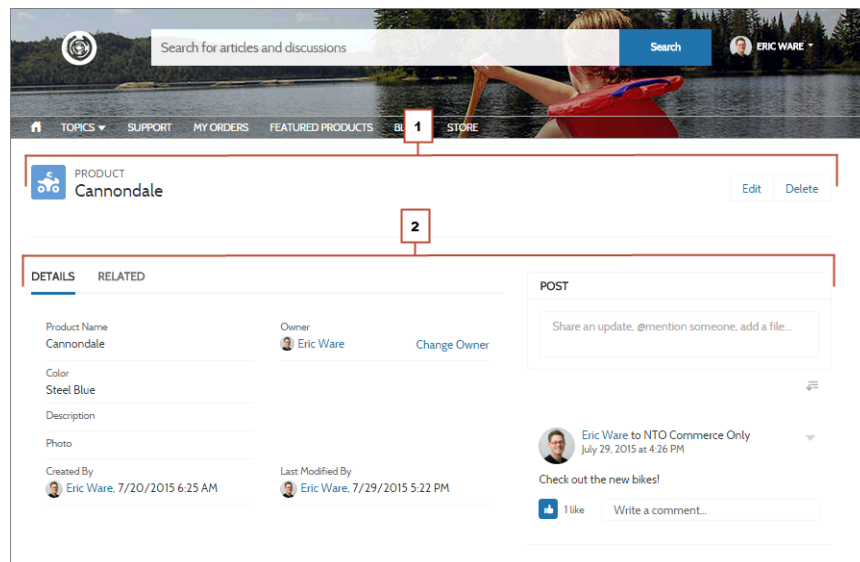 Search for articles and discussions
Search
ERIC WARE
TOPICS
SUPPORT
MY ORDERS
FEATURED PRODUCTS
STORE
1
PRODUCT
Cannondale
Edit
Delete
2
DETAILS
RELATED
Product Name
Cannondale
Owner
Eric Ware
Change Owner
Color
Steel Blue
Description
Photo
Created By
Eric Ware, 7/20/2015 6:25 AM
Last Modified By
Eric Ware, 7/29/2015 5:22 PM
POST
Share an update, @mention someone, add a file...
Eric Ware to NTO Commerce Only
July 29, 2015 at 4:26 PM
Check out the new bikes!
1 like
Write a comment...